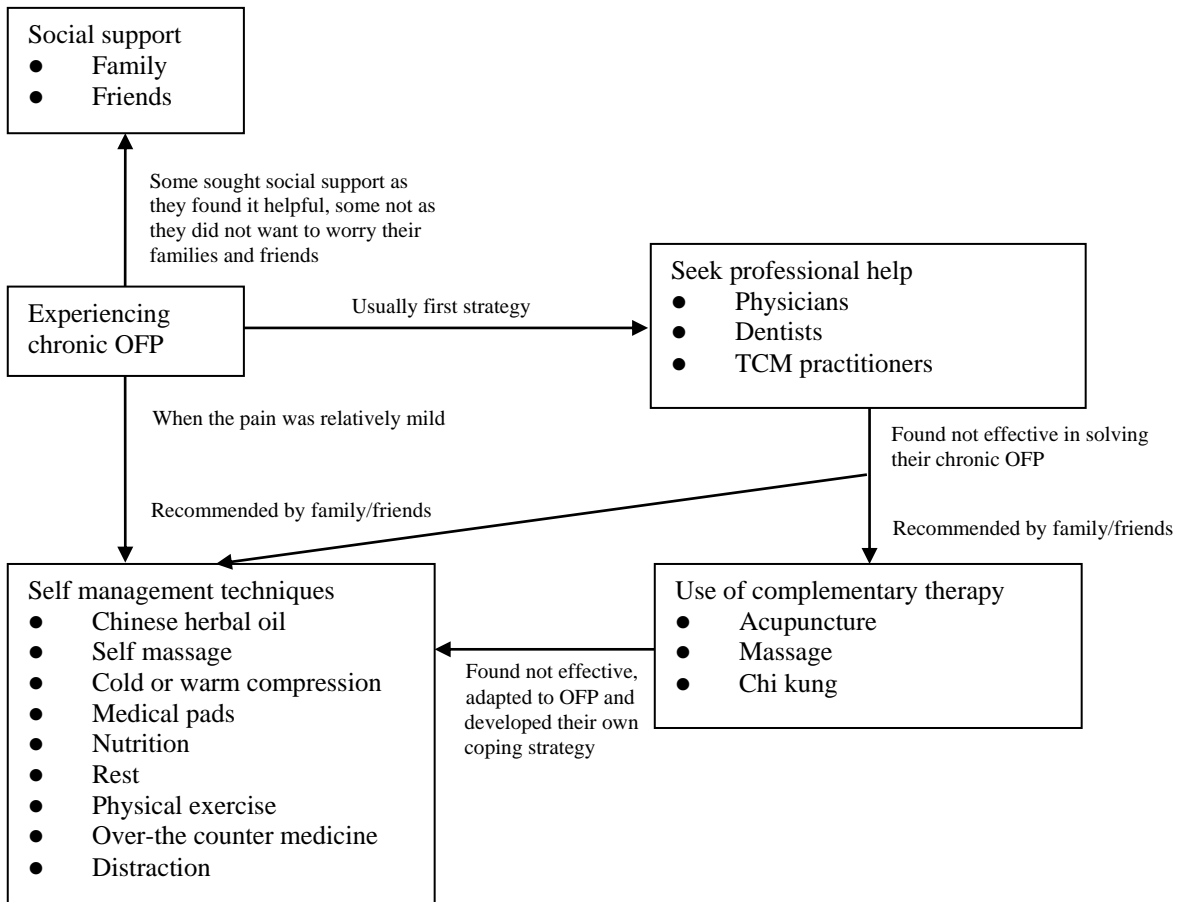 Social support
● Family
● Friends
Some sought social support as
they found it helpful, some not as
they did not want to worry their
families and friends
Experiencing
chronic OFP
Usually first strategy
Seek professional help
● Physicians
● Dentists
● TCM practitioners
When the pain was relatively mild
Found not effective in solving
their chronic OFP
Recommended by family/friends
Recommended by family/friends
Self management techniques
● Chinese herbal oil
● Self massage
● Cold or warm compression
● Medical pads
● Nutrition
● Rest
● Physical exercise
● Over-the counter medicine
● Distraction
Found not effective,
adapted to OFP and
developed their own
coping strategy
Use of complementary therapy
● Acupuncture
● Massage
● Chi kung